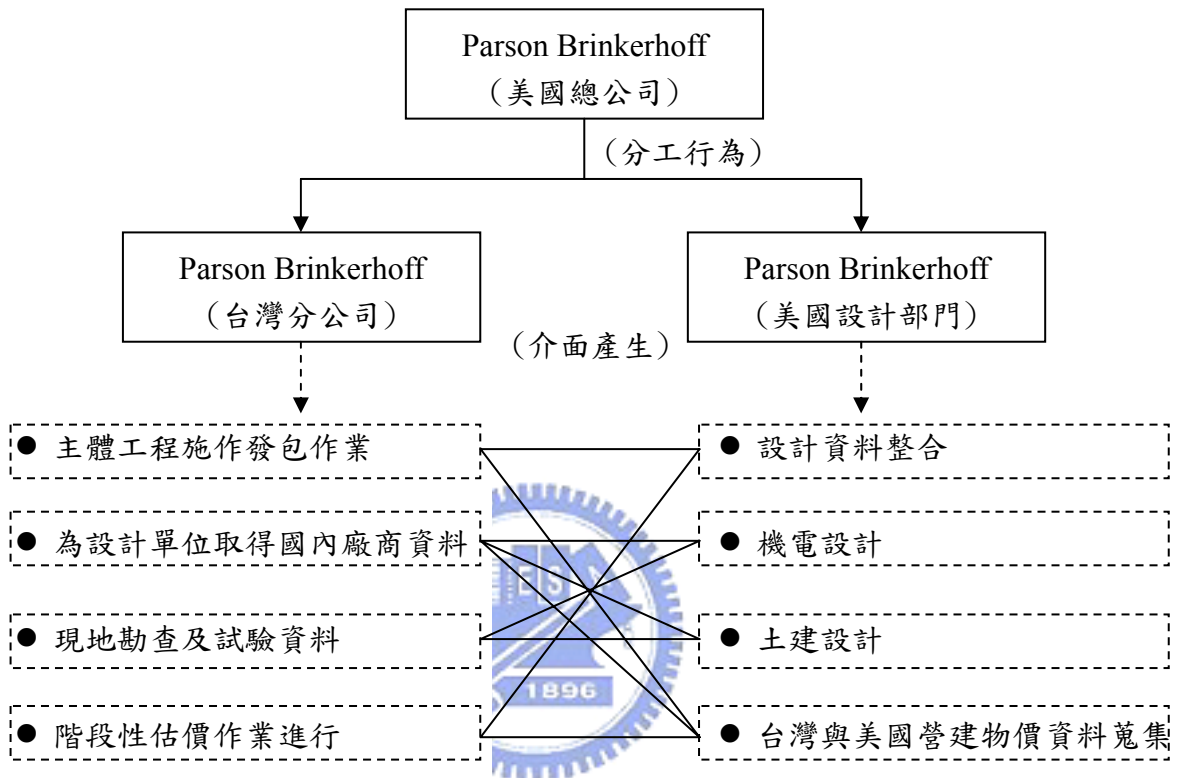 Parson Brinkerhoff
（美國總公司）
（分工行為）
Parson Brinkerhoff
（台灣分公司）
Parson Brinkerhoff
（美國設計部門）
（介面產生）
● 主體工程施作發包作業
● 設計資料整合
● 為設計單位取得國內廠商資料
● 機電設計
● 現地勘查及試驗資料
● 土建設計
● 階段性估價作業進行
● 台灣與美國營建物價資料蒐集
1896